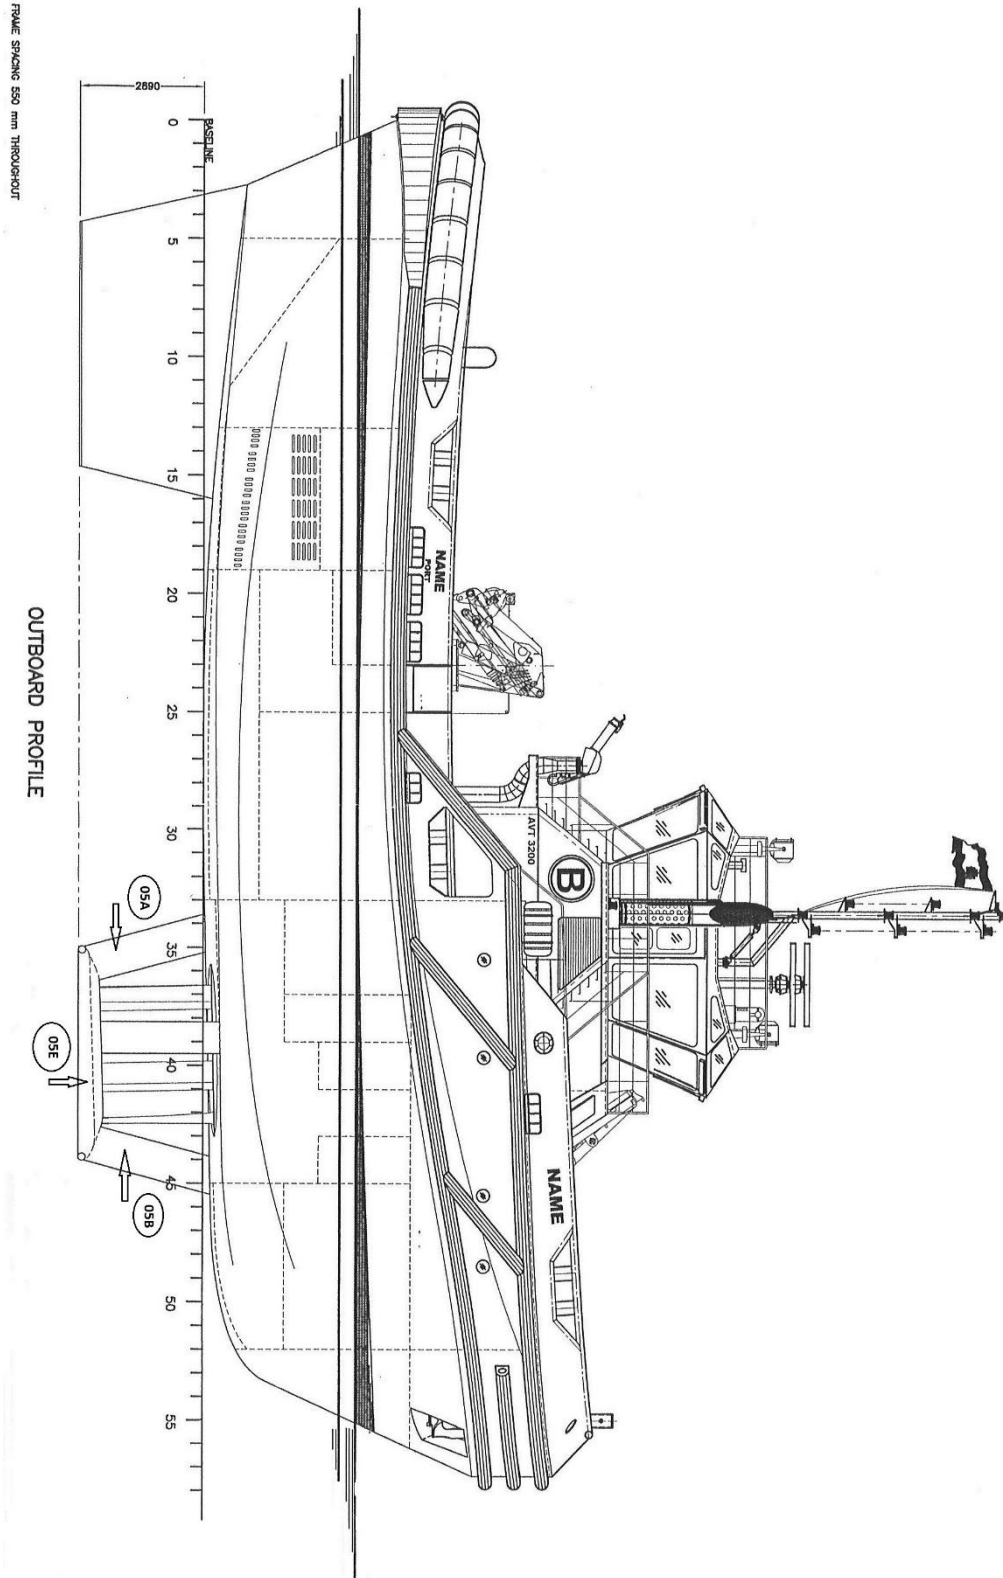 AVT 3200
B
NAME
NAME
PORT
BASELINE
2890
0
5
10
15
20
25
30
35
40
45
50
55
05A
05E
05B
OUTBOARD PROFILE
FRAME SPACING 550 mm THROUGHOUT